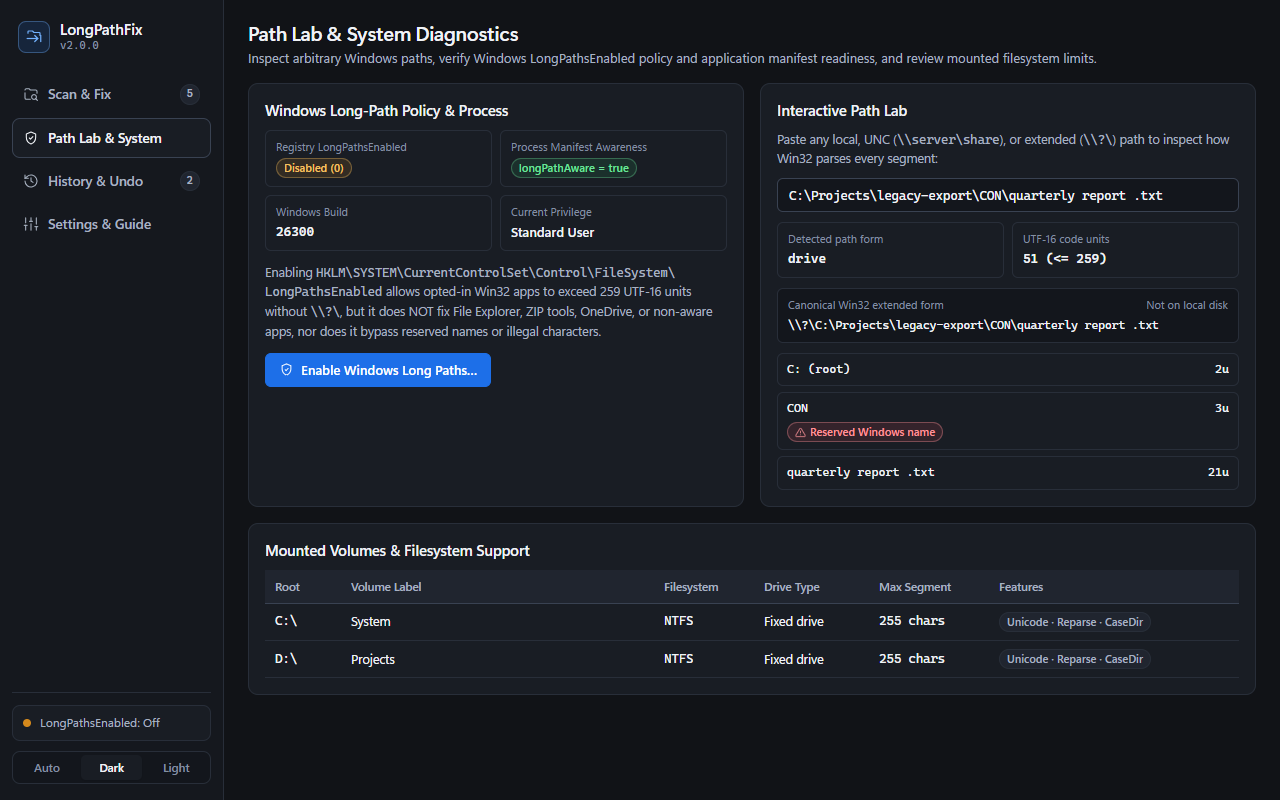 LongPathFix
v2.0.0
Scan & Fix 5
Path Lab & System
History & Undo 2
Settings & Guide
LongPathsEnabled: Off
Auto Dark Light
Path Lab & System Diagnostics
Inspect arbitrary Windows paths, verify Windows LongPathsEnabled policy and application manifest readiness, and review mounted filesystem limits.
Windows Long-Path Policy & Process
Registry LongPathsEnabled
Disabled (0)
Process Manifest Awareness
longPathAware = true
Windows Build
26300
Current Privilege
Standard User
Enabling HKLM\SYSTEM\CurrentControlSet\Control\FileSystem\
LongPathsEnabled allows opted-in Win32 apps to exceed 259 UTF-16 units
without \\?\, but it does NOT fix File Explorer, ZIP tools, OneDrive, or non-aware
apps, nor does it bypass reserved names or illegal characters.
Enable Windows Long Paths...
Interactive Path Lab
Paste any local, UNC (\\server\share), or extended (\\?\) path to inspect how
Win32 parses every segment:
C:\Projects\legacy-export\CON\quarterly report .txt
Detected path form
drive
UTF-16 code units
51 (<= 259)
Canonical Win32 extended form Not on local disk
\\?\C:\Projects\legacy-export\CON\quarterly report .txt
C: (root) 2u
CON 3u
Reserved Windows name
quarterly report .txt 21u
Mounted Volumes & Filesystem Support
Root Volume Label Filesystem Drive Type Max Segment Features
C:\ System NTFS Fixed drive 255 chars Unicode · Reparse · CaseDir
D:\ Projects NTFS Fixed drive 255 chars Unicode · Reparse · CaseDir